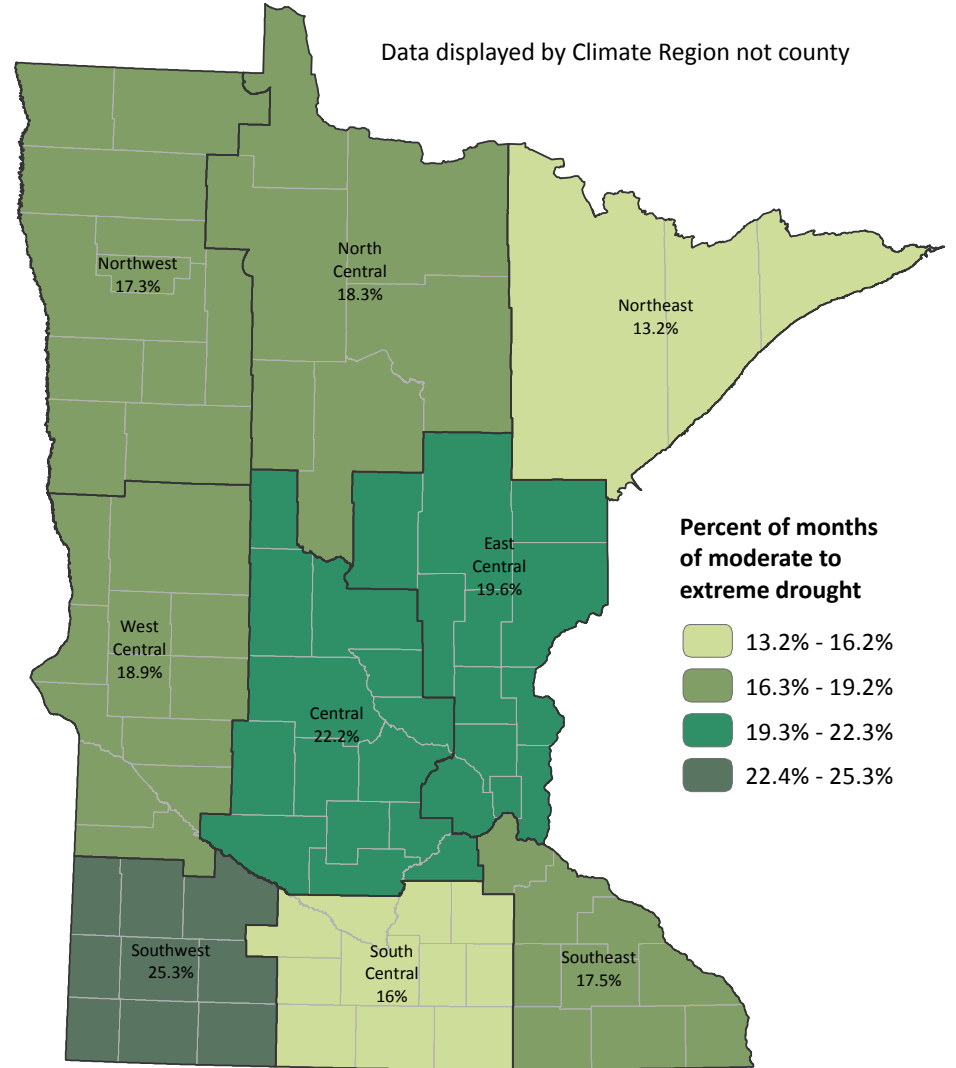 Data displayed by Climate Region not county
North
Central
18.3%
Northwest
17.3%
Northeast
13.2%
East
Central
19.6%
West
Central
18.9%
Central
22.2%
Southwest
25.3%
South
Central
16%
Southeast
17.5%
Percent of months
of moderate to
extreme drought
13.2% - 16.2%
16.3% - 19.2%
19.3% - 22.3%
22.4% - 25.3%